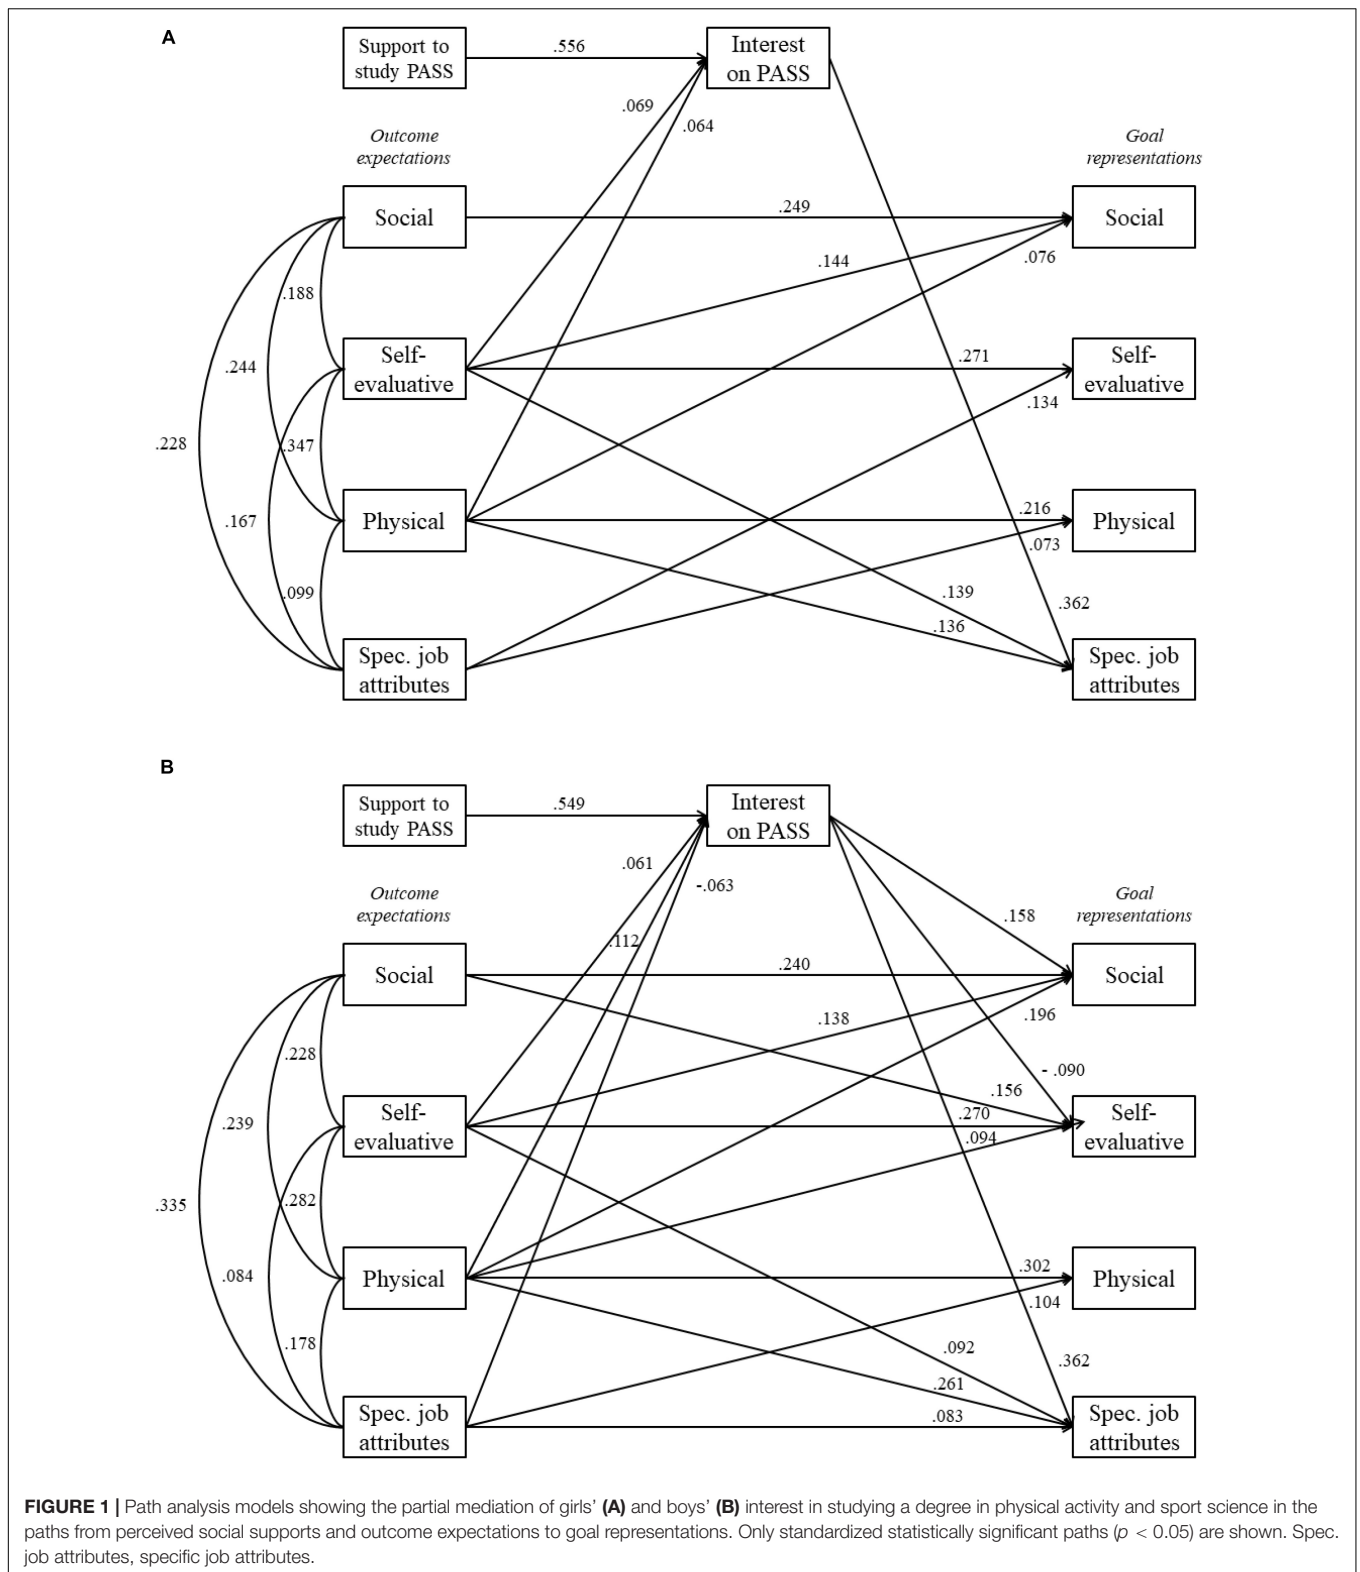 A
Support to
study PASS
.556
Interest
on PASS
.069
.064
Outcome
expectations
Goal
representations
Social
.249
Social
.144
.076
.188
Self-
evaluative
.271
Self-
evaluative
.244
.134
.228
.347
.167
Physical
.216
Physical
.073
.099
.139
.362
.136
Spec. job
attributes
Spec. job
attributes
B
Support to
study PASS
.549
Interest
on PASS
.061
-.063
Outcome
expectations
Goal
representations
.158
.112
Social
.240
Social
.138
.196
.228
- .090
.156
Self-
evaluative
.270
Self-
evaluative
.239
.094
.335
.282
.084
Physical
.302
Physical
.104
.178
.092
.362
.261
Spec. job
attributes
.083
Spec. job
attributes
FIGURE 1 | Path analysis models showing the partial mediation of girls' (A) and boys' (B) interest in studying a degree in physical activity and sport science in the
paths from perceived social supports and outcome expectations to goal representations. Only standardized statistically significant paths (p < 0.05) are shown. Spec.
job attributes, specific job attributes.